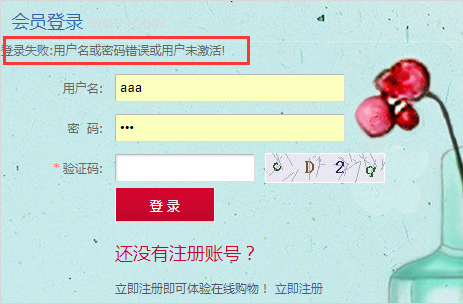 会员登录 USER LOGIN
登录失败:用户名或密码错误或用户未激活!
用户名: aaa
密 码: •••
* 验证码:
登 录
还没有注册账号？
立即注册即可体验在线购物！ 立即注册